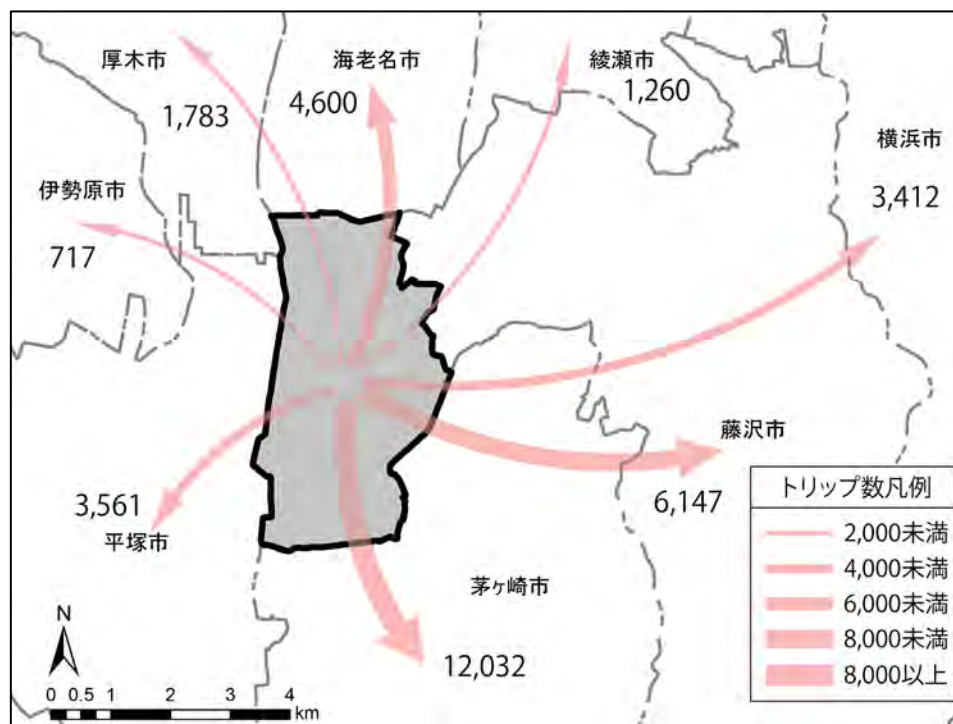 厚木市
1,783
海老名市
4,600
綾瀬市
1,260
横浜市
3,412
伊勢原市
717
藤沢市
6,147
3,561
平塚市
茅ヶ崎市
12,032
トリップ数凡例
2,000未満
4,000未満
6,000未満
8,000未満
8,000以上
N
0 0.5 1 2 3 4
km